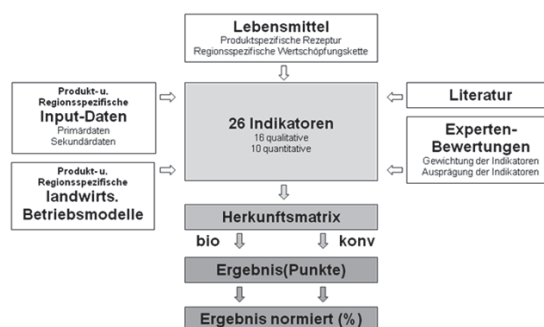 Lebensmittel
Produktspezifische Rezeptur
Regionsspezifische Wertschöpfungskette
Produkt- u.
Regionsspezifische
Input-Daten
Primärdaten
Sekundärdaten
26 Indikatoren
16 qualitative
10 quantitative
Literatur
Experten-
Bewertungen
Gewichtung der Indikatoren
Ausprägung der Indikatoren
Produkt- u.
Regionsspezifische
landwirts.
Betriebsmodelle
Herkunftsmatrix
bio
konv
Ergebnis(Punkte)
Ergebnis normiert (%)